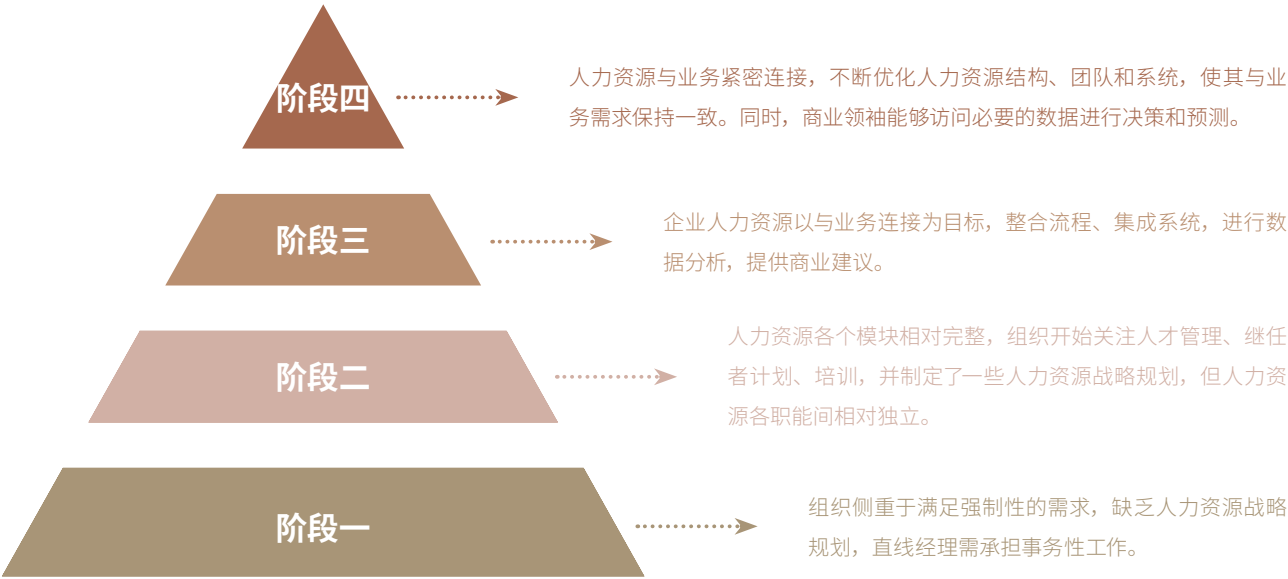 阶段四
人力资源与业务紧密连接，不断优化人力资源结构、团队和系统，使其与业
务需求保持一致。同时，商业领袖能够访问必要的数据进行决策和预测。
阶段三
企业人力资源以与业务连接为目标，整合流程、集成系统，进行数
据分析，提供商业建议。
阶段二
人力资源各个模块相对完整，组织开始关注人才管理、继任
者计划、培训，并制定了一些人力资源战略规划，但人力资
源各职能间相对独立。
阶段一
组织侧重于满足强制性的需求，缺乏人力资源战略
规划，直线经理需承担事务性工作。